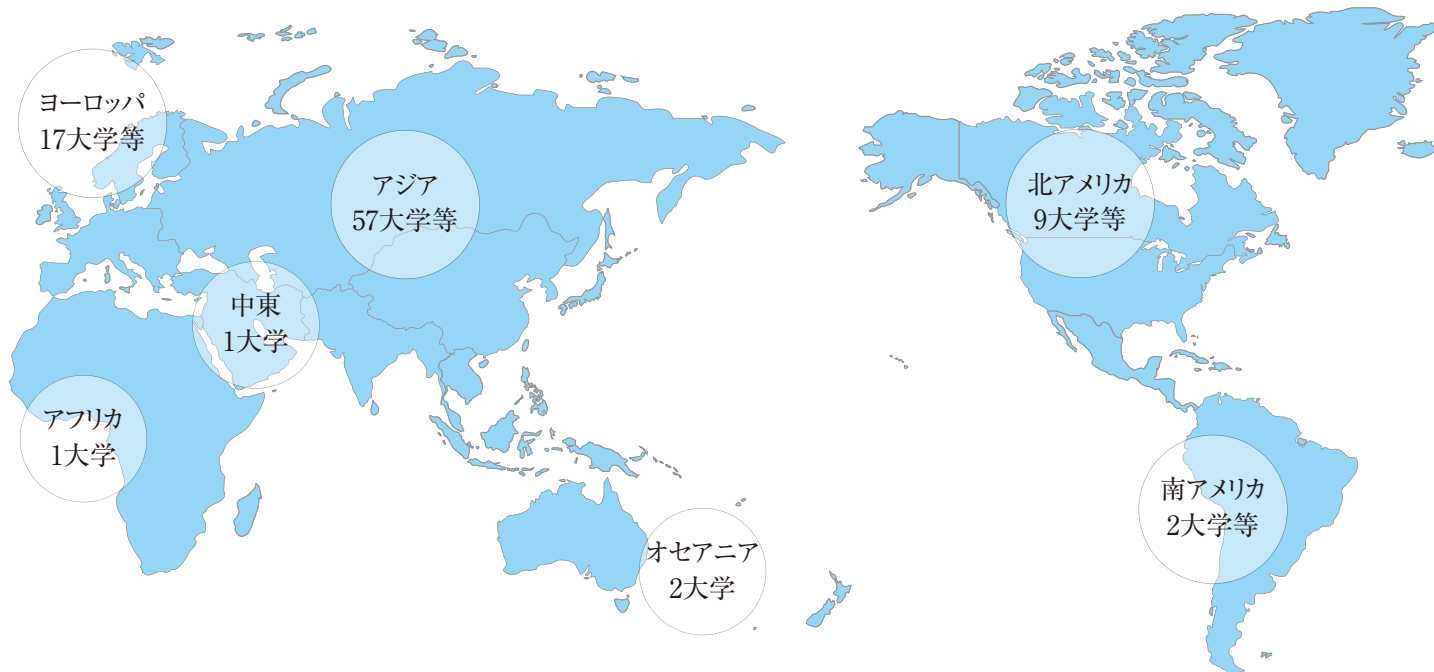 ヨーロッパ
17大学等
アジア
57大学等
北アメリカ
9大学等
中東
1大学
アフリカ
1大学
南アメリカ
2大学等
オセアニア
2大学